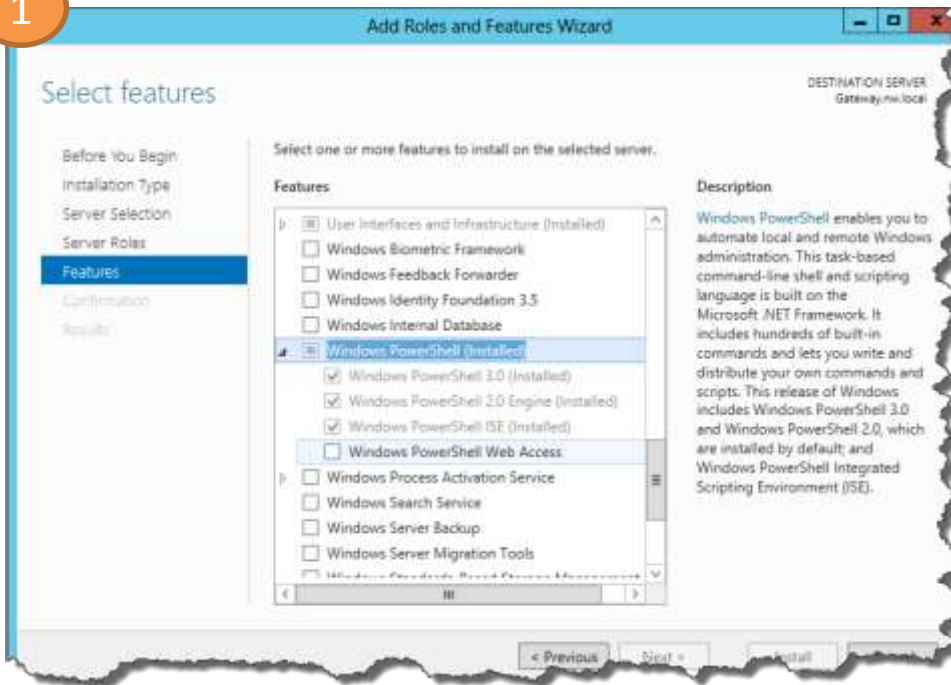 1
Add Roles and Features Wizard
Select features
DESTINATION SERVER
Gateway.nw.local
Before You Begin
Installation Type
Server Selection
Server Roles
Features
Confirmation
Results
Select one or more features to install on the selected server.
Features
User Interfaces and Infrastructure (Installed)
Windows Biometric Framework
Windows Feedback Forwarder
Windows Identity Foundation 3.5
Windows Internal Database
Windows PowerShell (Installed)
Windows PowerShell 3.0 (Installed)
Windows PowerShell 2.0 Engine (Installed)
Windows PowerShell ISE (Installed)
Windows PowerShell Web Access
Windows Process Activation Service
Windows Search Service
Windows Server Backup
Windows Server Migration Tools
Description
Windows PowerShell enables you to
automate local and remote Windows
administration. This task-based
command-line shell and scripting
language is built on the
Microsoft .NET Framework. It
includes hundreds of built-in
commands and lets you write and
distribute your own commands and
scripts. This release of Windows
includes Windows PowerShell 3.0
and Windows PowerShell 2.0, which
are installed by default; and
Windows PowerShell Integrated
Scripting Environment (ISE).
< Previous
Next >
Install